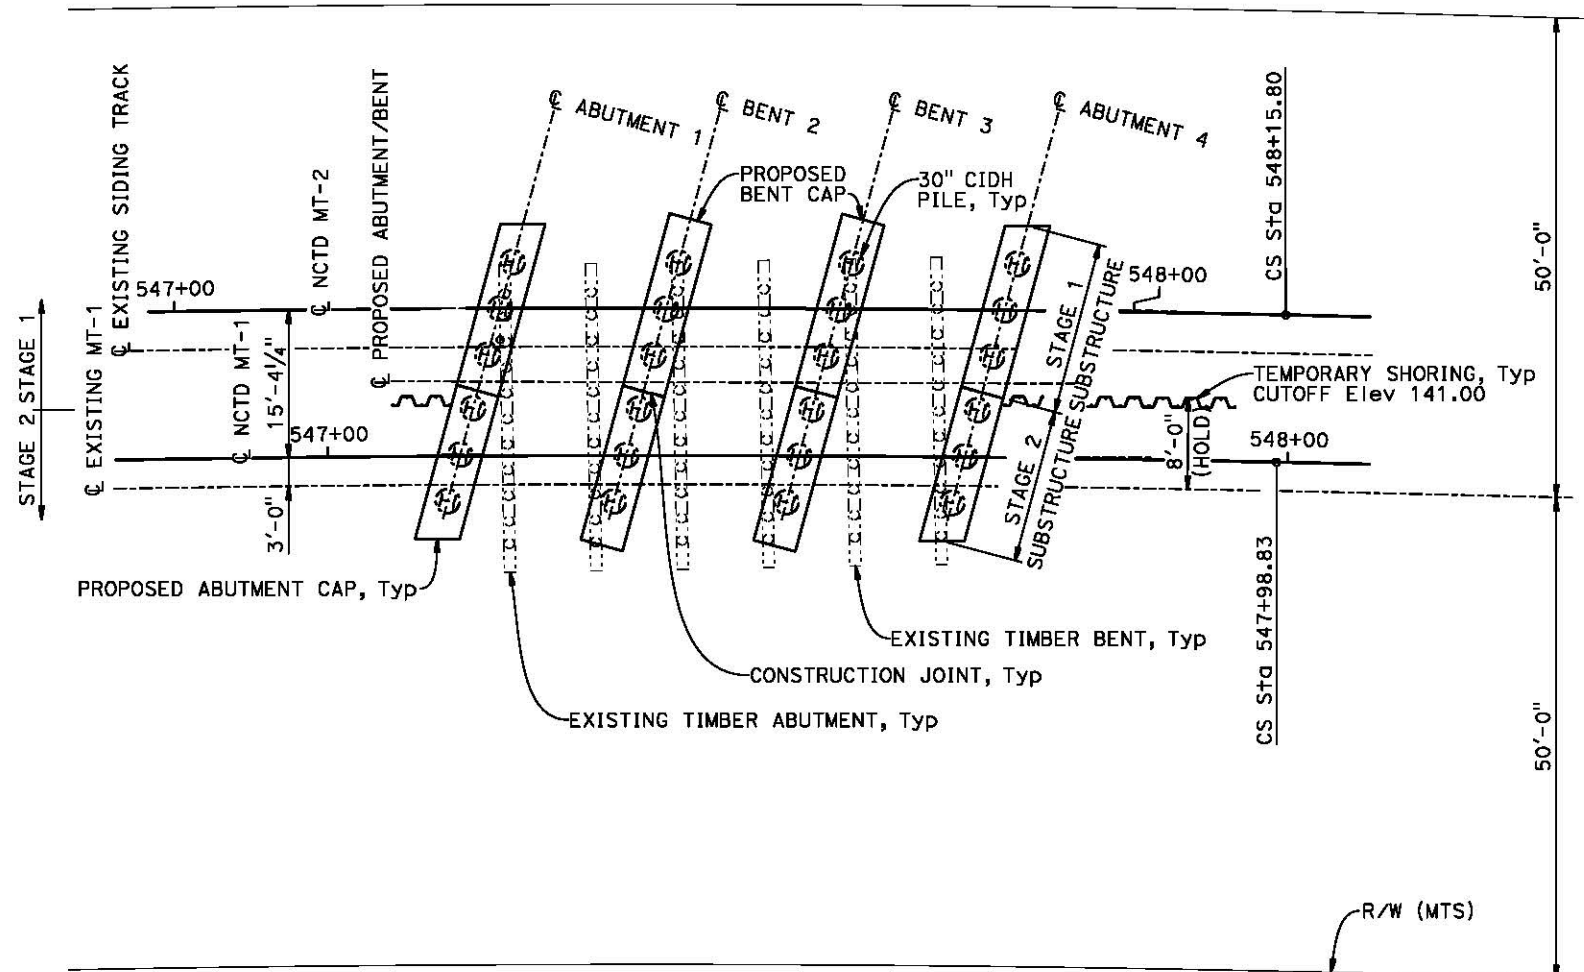 STAGE 2
STAGE 1
℄ EXISTING MT-1
℄ EXISTING SIDING TRACK
547+00
℄ NCTD MT-1
15'-4¼"
3'-0"
℄ NCTD MT-2
547+00
℄ PROPOSED ABUTMENT/BENT
℄ ABUTMENT 1
℄ BENT 2
℄ BENT 3
℄ ABUTMENT 4
PROPOSED
BENT CAP
30" CIDH
PILE, Typ
STAGE 1
SUBSTRUCTURE
STAGE 2
SUBSTRUCTURE
548+00
CS Sta 548+15.80
TEMPORARY SHORING, Typ
CUTOFF Elev 141.00
8'-0"
(HOLD)
548+00
CS Sta 547+98.83
50'-0"
50'-0"
PROPOSED ABUTMENT CAP, Typ
EXISTING TIMBER BENT, Typ
CONSTRUCTION JOINT, Typ
EXISTING TIMBER ABUTMENT, Typ
R/W (MTS)